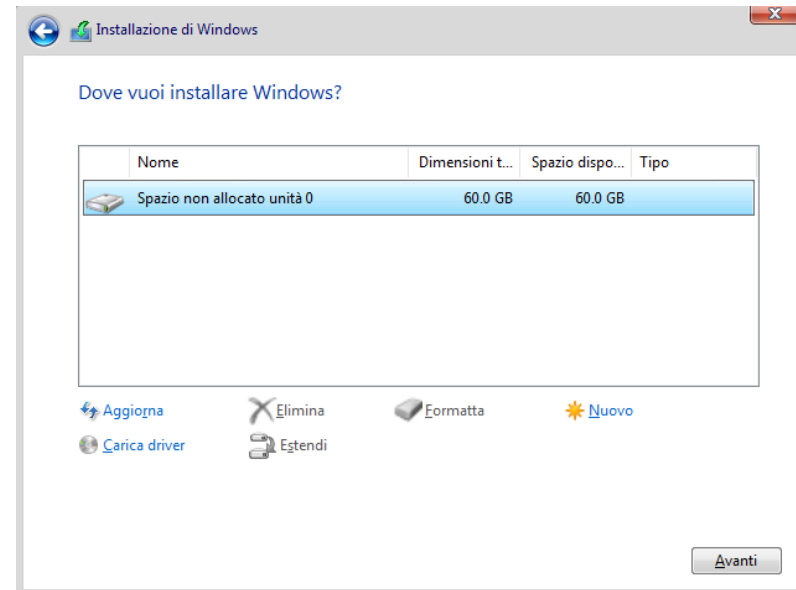 Installazione di Windows
Dove vuoi installare Windows?
Nome Dimensioni t... Spazio dispo... Tipo
Spazio non allocato unità 0 60.0 GB 60.0 GB
Aggiorna Elimina Formatta Nuovo
Carica driver Estendi
Avanti